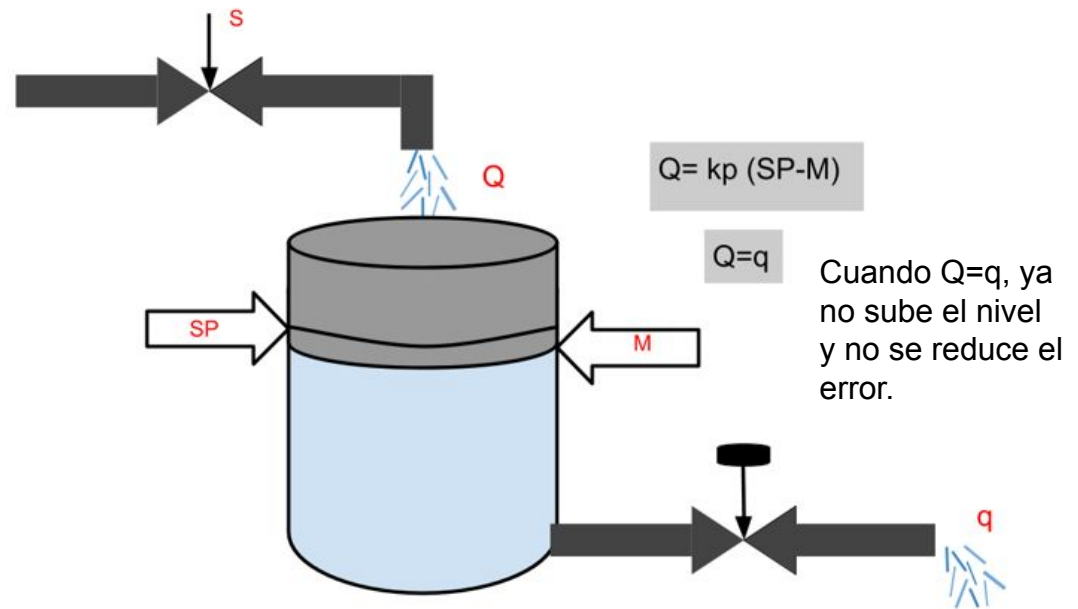 S
Q
Q= kp (SP-M)
Q=q
Cuando Q=q, ya
no sube el nivel
y no se reduce el
error.
SP
M
q